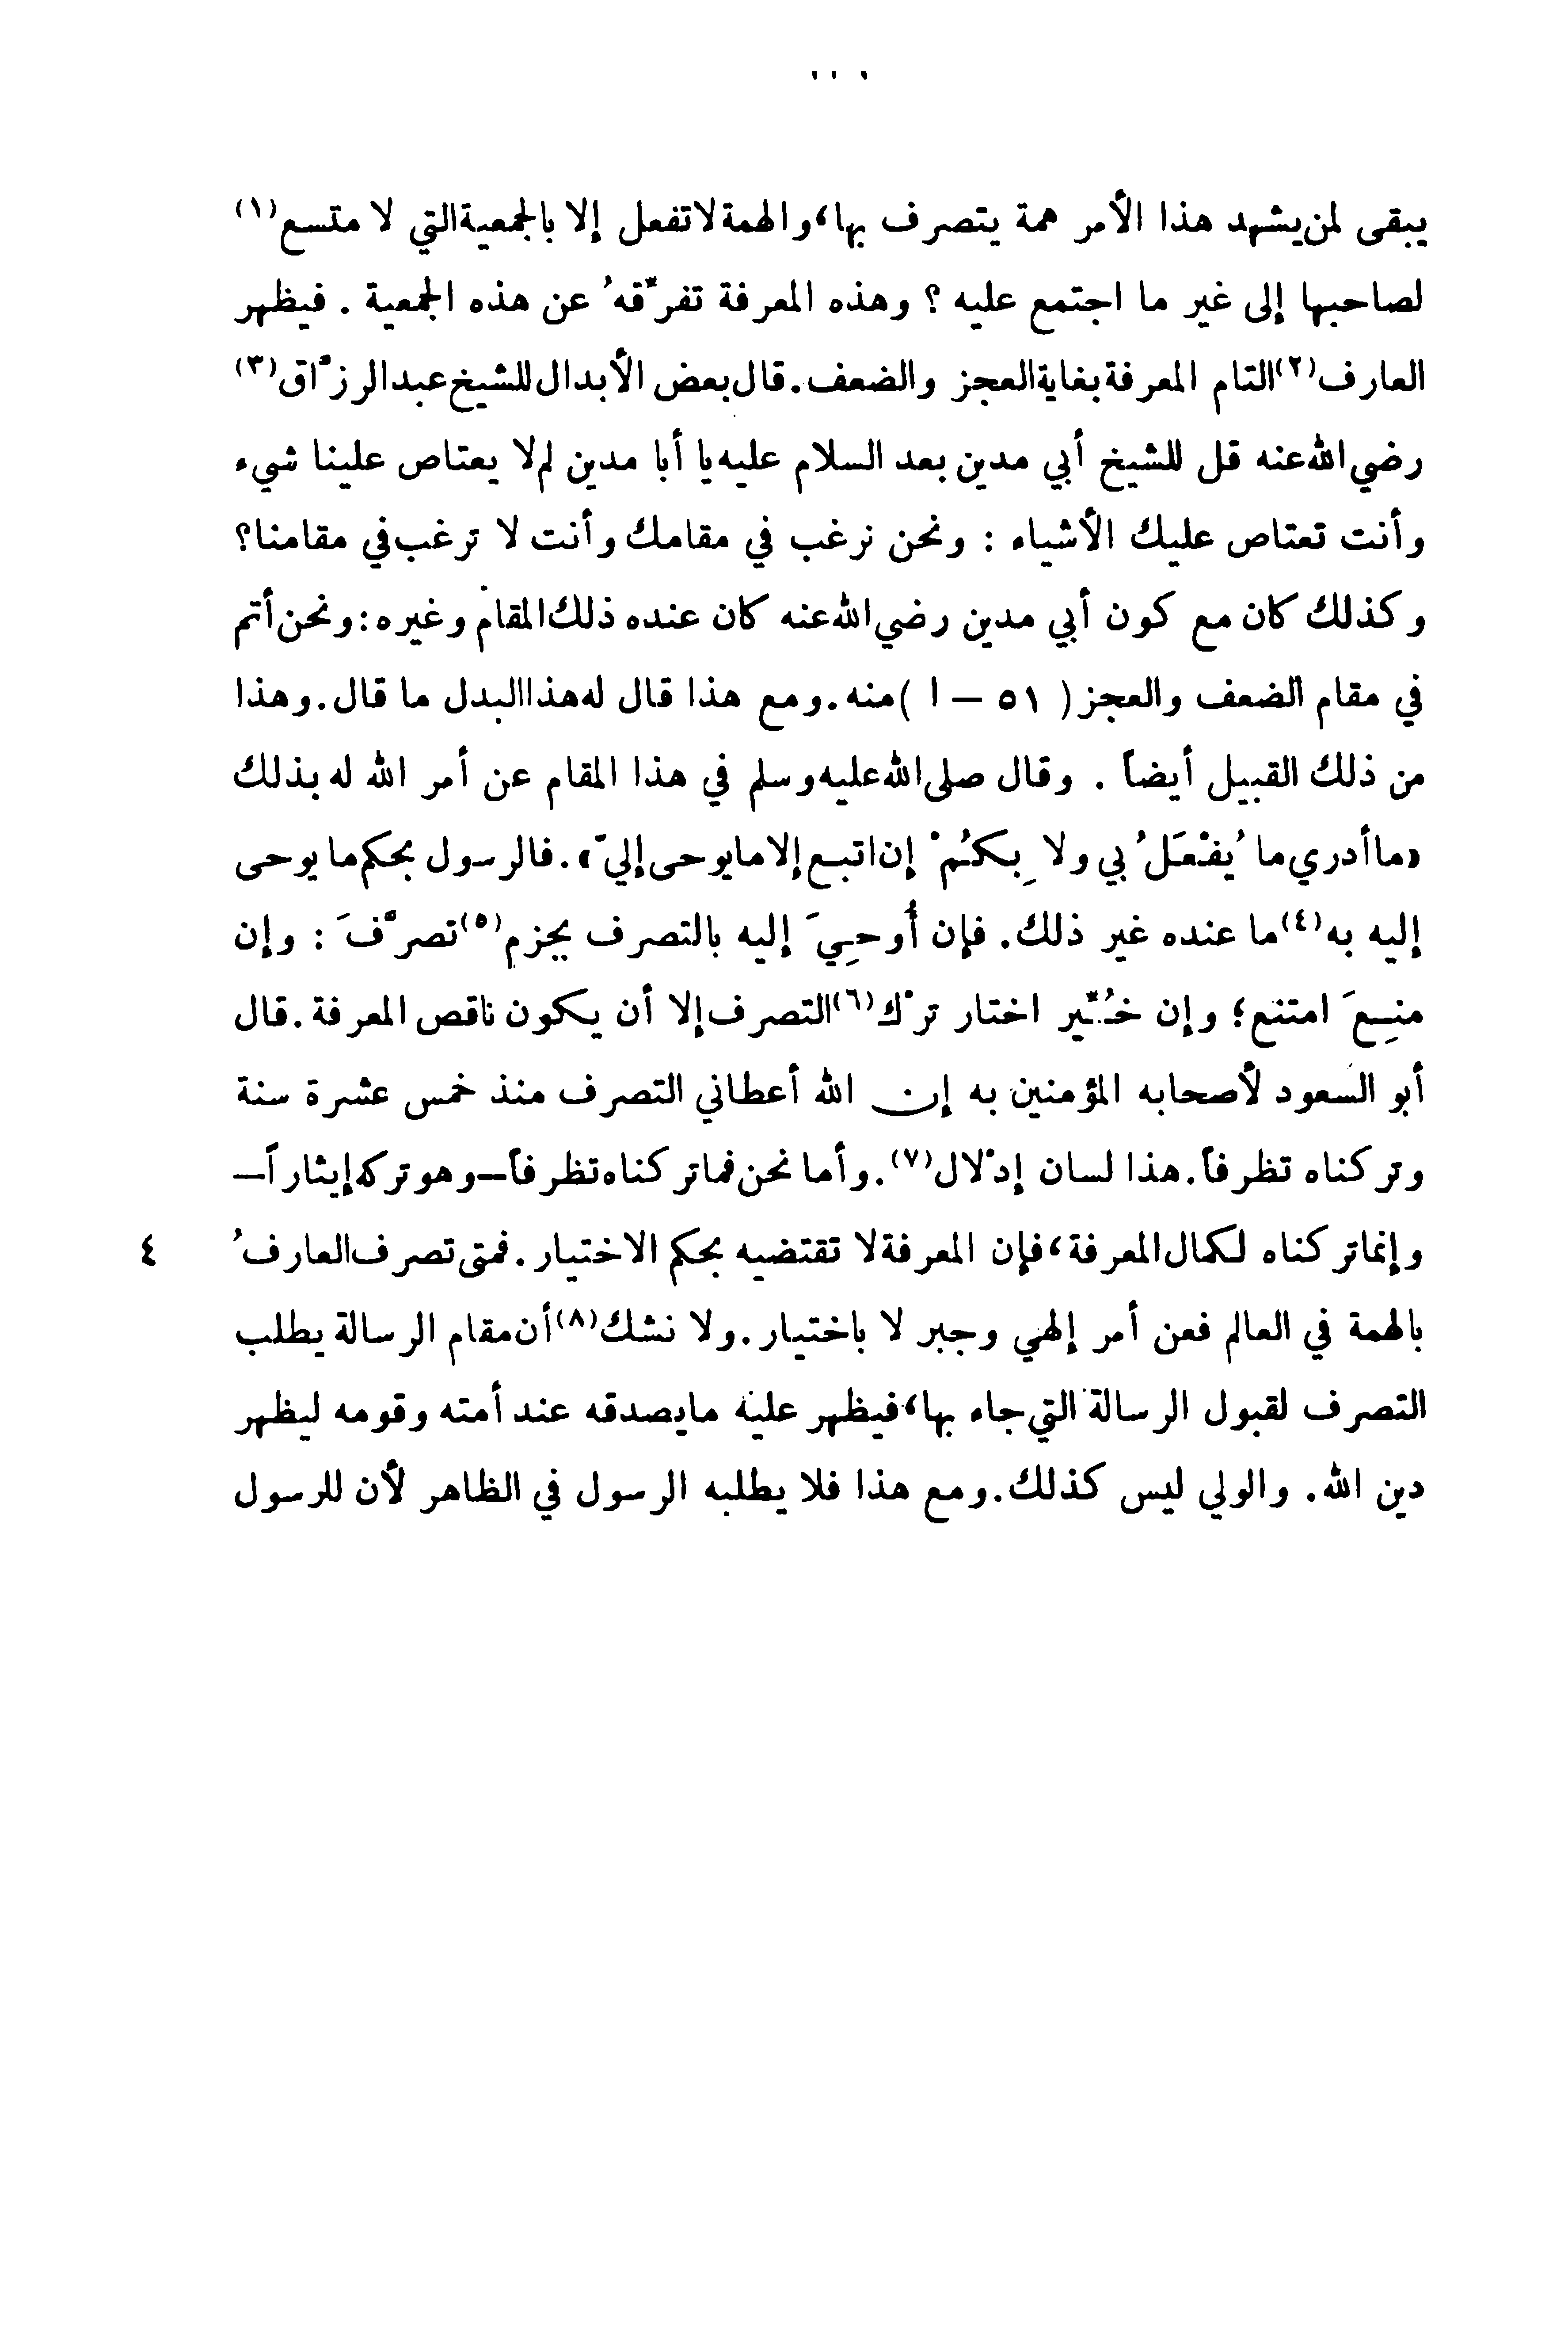 يبقى لمن يشهد هذا الأمر همة يتصرف بها، والهمة لا تفعل إلا بالجمعية التي لا متسع(١)
لصاحبها إلى غير ما اجتمع عليه ؟ وهذه المعرفة تفرِّقهُ عن هذه الجمعية . فيظهر
العارف(٢) التام المعرفة بغاية العجز والضعف. قال بعض الأبدال للشيخ عبد الرزَّاق(٣)
رضي الله عنه قل للشيخ أبي مدين بعد السلام عليه يا أبا مدين لم لا يعتاص علينا شيء
وأنت تعتاص عليك الأشياء : ونحن نرغب في مقامك وأنت لا ترغب في مقامنا؟
وكذلك كان مع كون أبي مدين رضي الله عنه كان عنده ذلك المقام وغيره : ونحن أتم
في مقام الضعف والعجز ( ٥١ – ا ) منه. ومع هذا قال له هذا البدل ما قال. وهذا
من ذلك القبيل أيضاً . وقال صلى الله عليه وسلم في هذا المقام عن أمر الله له بذلك
«ما أدري ما يُفْعَلُ بي ولا بِكُمْ إن اتبع إلا ما يوحى إليَّ». فالرسول بحكم ما يوحى
إليه به(٤) ما عنده غير ذلك. فإن أُوحِيَ إليه بالتصرف بجزم(٥) تصرَّفَ : وإن
منِعَ امتنع؛ وإن خُيِّر اختار ترْك(٦) التصرف إلا أن يكون ناقص المعرفة. قال
أبو السعود لأصحابه المؤمنين به إن الله أعطاني التصرف منذ خمس عشرة سنة
وتركناه تظرفاً. هذا لسان إدْلال(٧). وأما نحن فما تركناه تظرفاً – وهو تركه إيثاراً –
وإنما تركناه لكمال المعرفة، فإن المعرفة لا تقتضيه بحكم الاختيار. فمتى تصرف العارفُ
٤
بالهمة في العالم فعن أمر إلهي وجبر لا باختيار. ولا نشك(٨) أن مقام الرسالة يطلب
التصرف لقبول الرسالة التي جاء بها، فيظهر عليه ما يصدقه عند أمته وقومه ليظهر
دين الله. والولي ليس كذلك. ومع هذا فلا يطلبه الرسول في الظاهر لأن للرسول